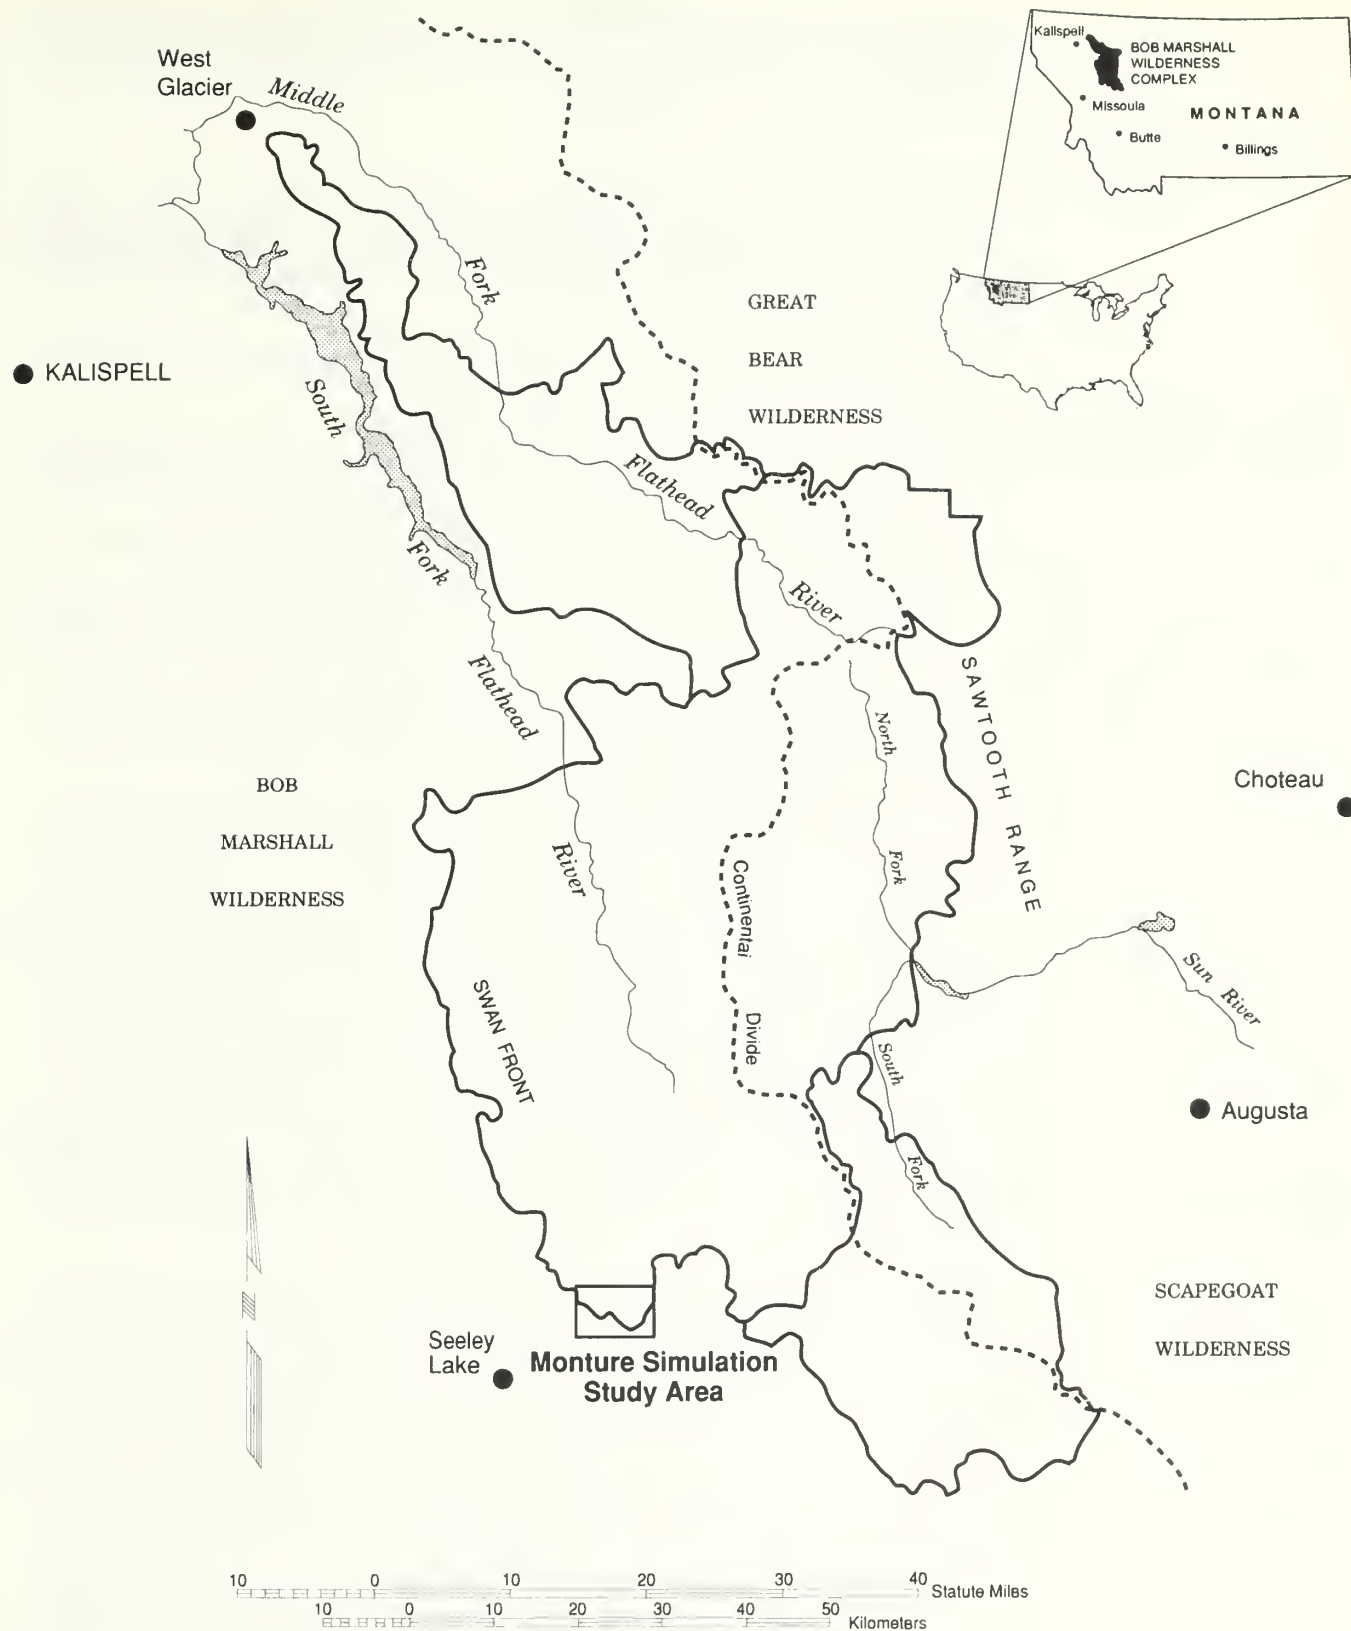 West
Glacier
Middle
Fork
Kalispell
BOB MARSHALL
WILDERNESS
COMPLEX
Missoula
MONTANA
Butte
Billings
GREAT
BEAR
WILDERNESS
KALISPELL
South
Fork
Flathead
River
Flathead
River
BOB
MARSHALL
WILDERNESS
SAWTOOTH RANGE
North
Fork
Choteau
Continental
Divide
Sun River
SWAN FRONT
South
Fork
Augusta
N
SCAPEGOAT
WILDERNESS
Seeley
Lake
Monture Simulation
Study Area
10 0 10 20 30 40 Statute Miles
10 0 10 20 30 40 50 Kilometers